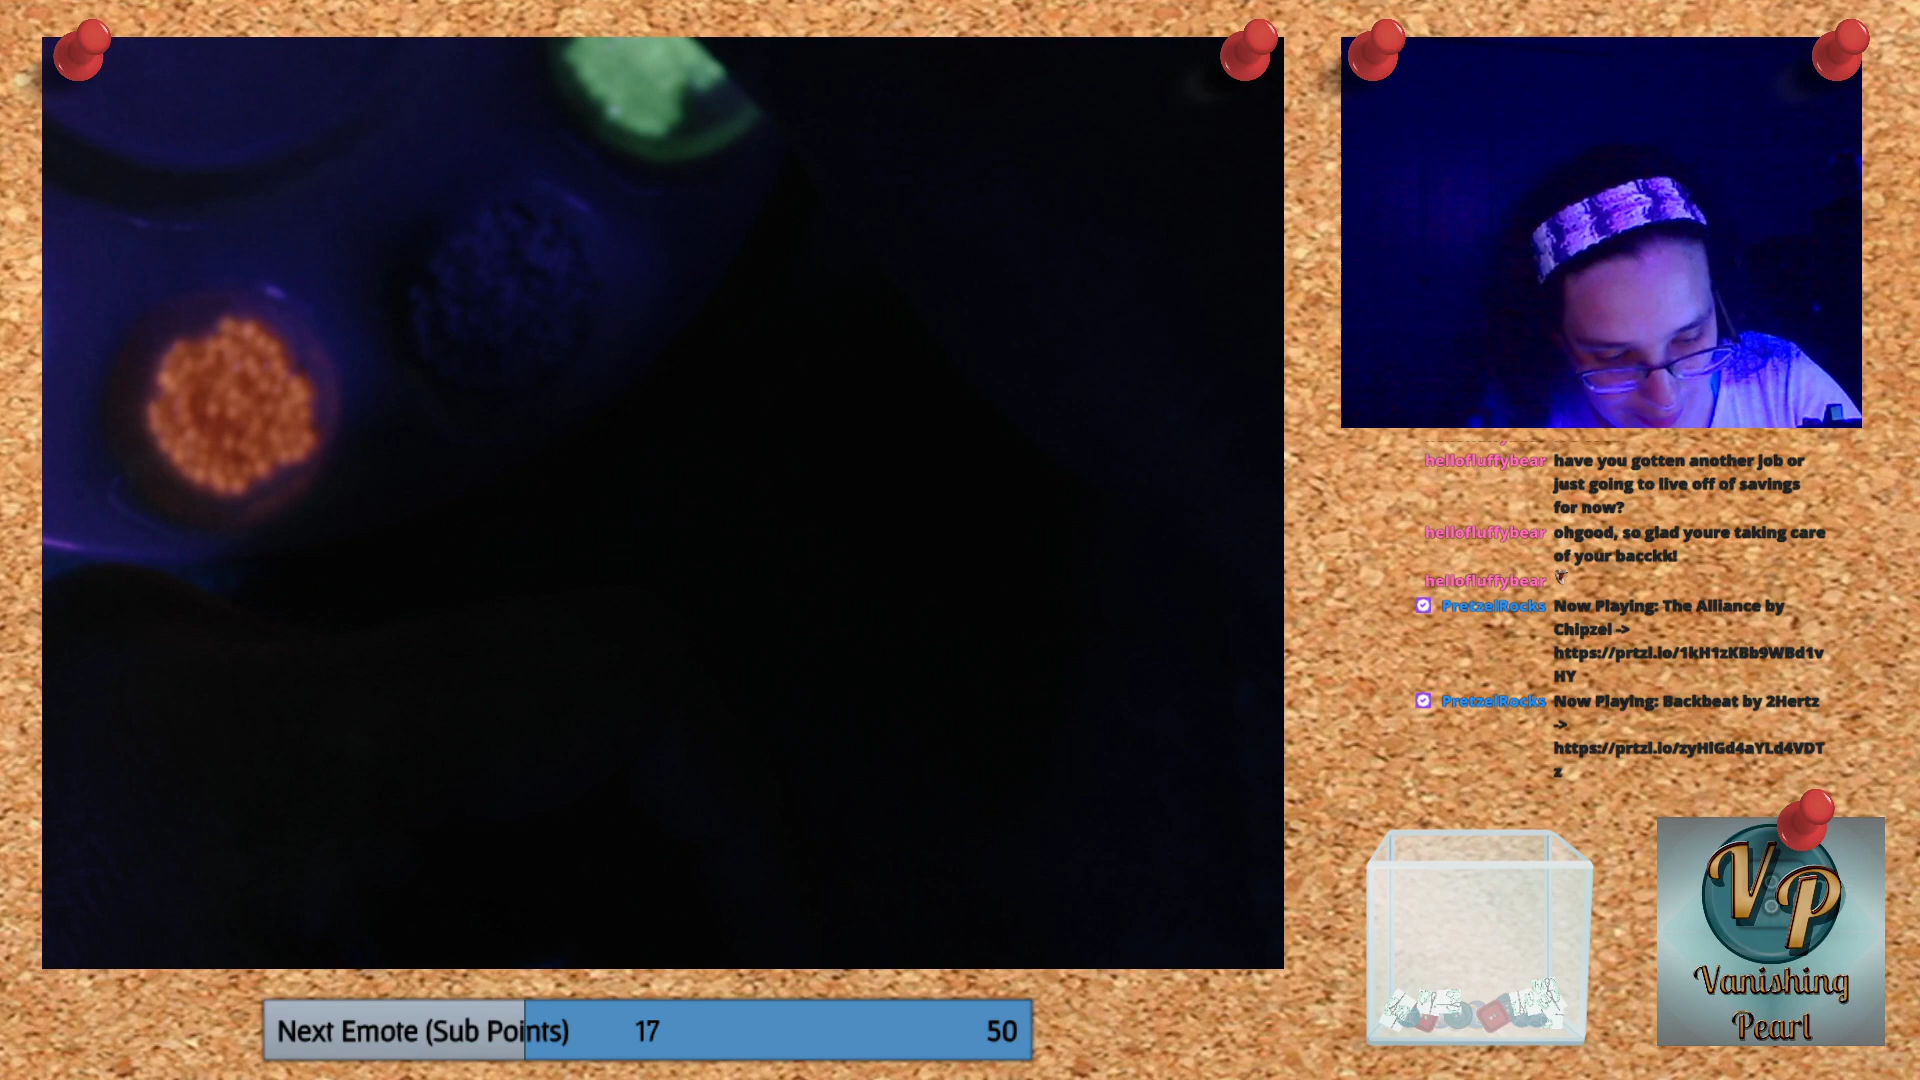 hellofluffybear have you gotten another job or
just going to live off of savings
for now?
hellofluffybear ohgood, so glad youre taking care
of your bacckk!
hellofluffybear
PretzelRocks Now Playing: The Alliance by
Chipzel ->
https://prtzl.io/1kH1zKBb9WBd1v
HY
PretzelRocks Now Playing: Backbeat by 2Hertz
->
https://prtzl.io/zyHlGd4aYLd4VDT
z
VP
Vanishing
Pearl
Next Emote (Sub Points) 17 50